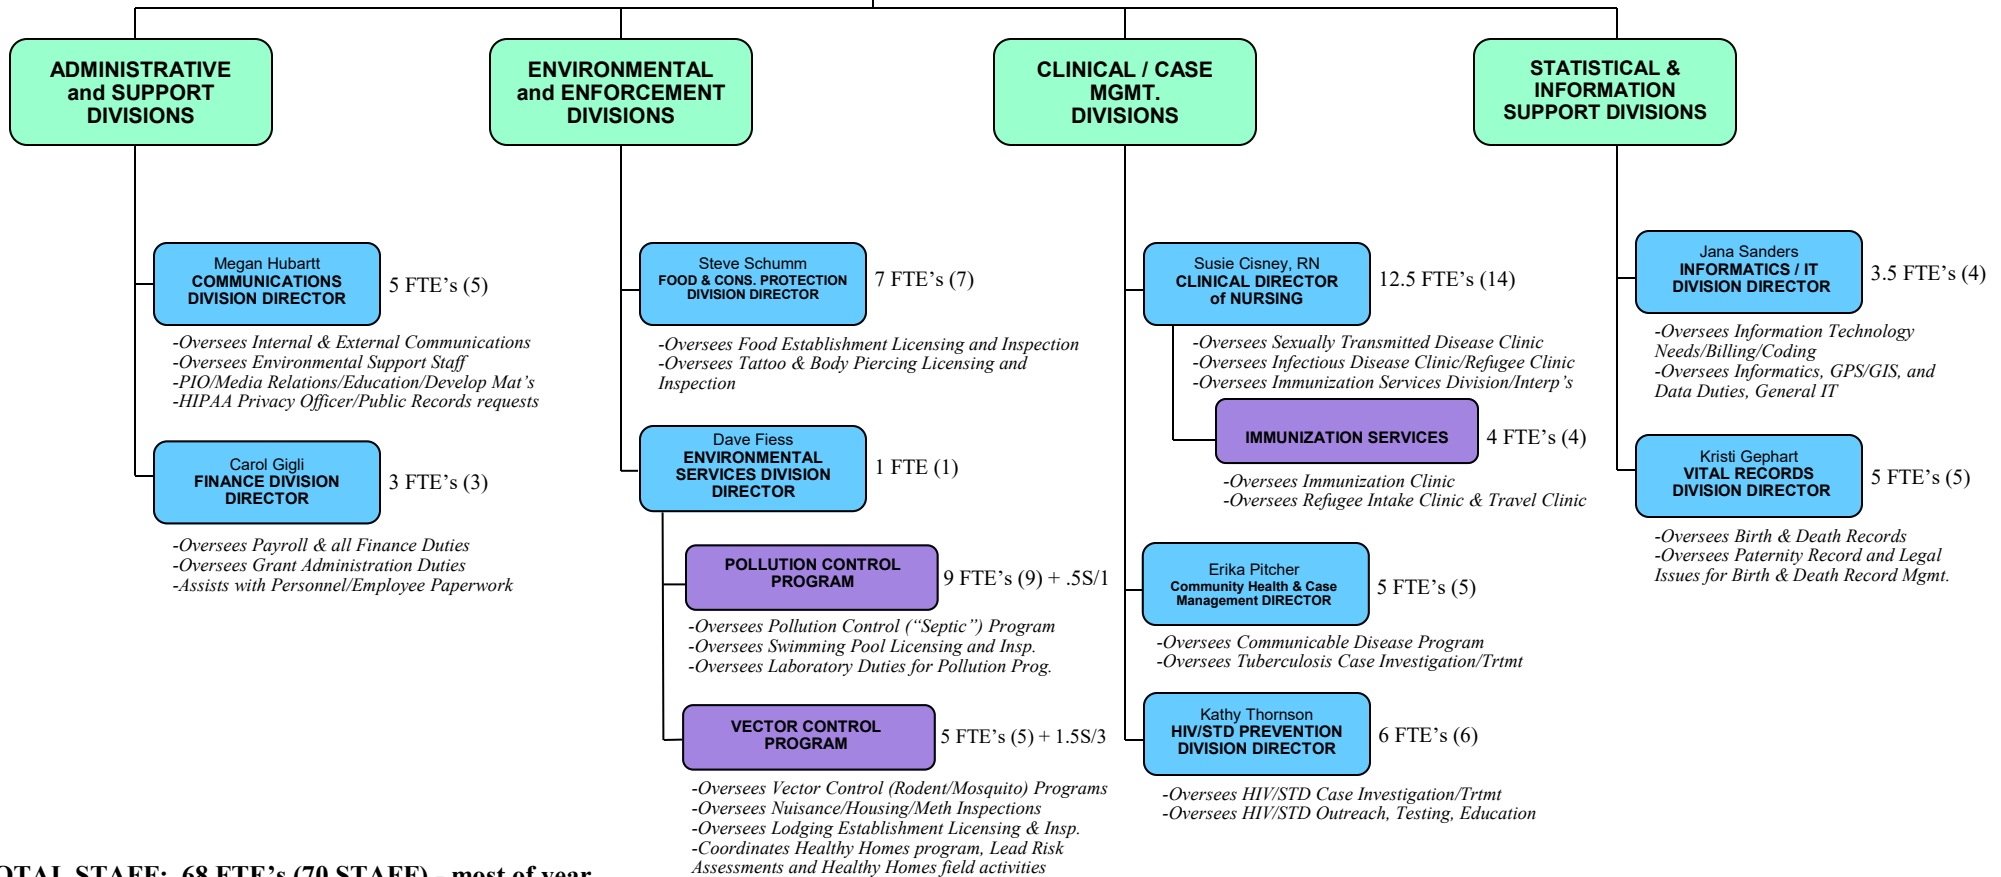 ADMINISTRATIVE
and SUPPORT
DIVISIONS
ENVIRONMENTAL
and ENFORCEMENT
DIVISIONS
CLINICAL / CASE
MGMT.
DIVISIONS
STATISTICAL &
INFORMATION
SUPPORT DIVISIONS
Megan Hubartt
COMMUNICATIONS
DIVISION DIRECTOR
5 FTE's (5)
-Oversees Internal & External Communications
-Oversees Environmental Support Staff
-PIO/Media Relations/Education/Develop Mat's
-HIPAA Privacy Officer/Public Records requests
Carol Gigli
FINANCE DIVISION
DIRECTOR
3 FTE's (3)
-Oversees Payroll & all Finance Duties
-Oversees Grant Administration Duties
-Assists with Personnel/Employee Paperwork
Steve Schumm
FOOD & CONS. PROTECTION
DIVISION DIRECTOR
7 FTE's (7)
-Oversees Food Establishment Licensing and Inspection
-Oversees Tattoo & Body Piercing Licensing and
Inspection
Dave Fiess
ENVIRONMENTAL
SERVICES DIVISION
DIRECTOR
1 FTE (1)
POLLUTION CONTROL
PROGRAM
9 FTE's (9) + .5S/1
-Oversees Pollution Control ("Septic") Program
-Oversees Swimming Pool Licensing and Insp.
-Oversees Laboratory Duties for Pollution Prog.
VECTOR CONTROL
PROGRAM
5 FTE's (5) + 1.5S/3
-Oversees Vector Control (Rodent/Mosquito) Programs
-Oversees Nuisance/Housing/Meth Inspections
-Oversees Lodging Establishment Licensing & Insp.
-Coordinates Healthy Homes program, Lead Risk
Assessments and Healthy Homes field activities
Susie Cisney, RN
CLINICAL DIRECTOR
of NURSING
12.5 FTE's (14)
-Oversees Sexually Transmitted Disease Clinic
-Oversees Infectious Disease Clinic/Refugee Clinic
-Oversees Immunization Services Division/Interp's
IMMUNIZATION SERVICES
4 FTE's (4)
-Oversees Immunization Clinic
-Oversees Refugee Intake Clinic & Travel Clinic
Erika Pitcher
Community Health & Case
Management DIRECTOR
5 FTE's (5)
-Oversees Communicable Disease Program
-Oversees Tuberculosis Case Investigation/Trtmt
Kathy Thornson
HIV/STD PREVENTION
DIVISION DIRECTOR
6 FTE's (6)
-Oversees HIV/STD Case Investigation/Trtmt
-Oversees HIV/STD Outreach, Testing, Education
Jana Sanders
INFORMATICS / IT
DIVISION DIRECTOR
3.5 FTE's (4)
-Oversees Information Technology
Needs/Billing/Coding
-Oversees Informatics, GPS/GIS, and
Data Duties, General IT
Kristi Gephart
VITAL RECORDS
DIVISION DIRECTOR
5 FTE's (5)
-Oversees Birth & Death Records
-Oversees Paternity Record and Legal
Issues for Birth & Death Record Mgmt.
OTAL STAFF: 68 FTE's (70 STAFF) - most of year